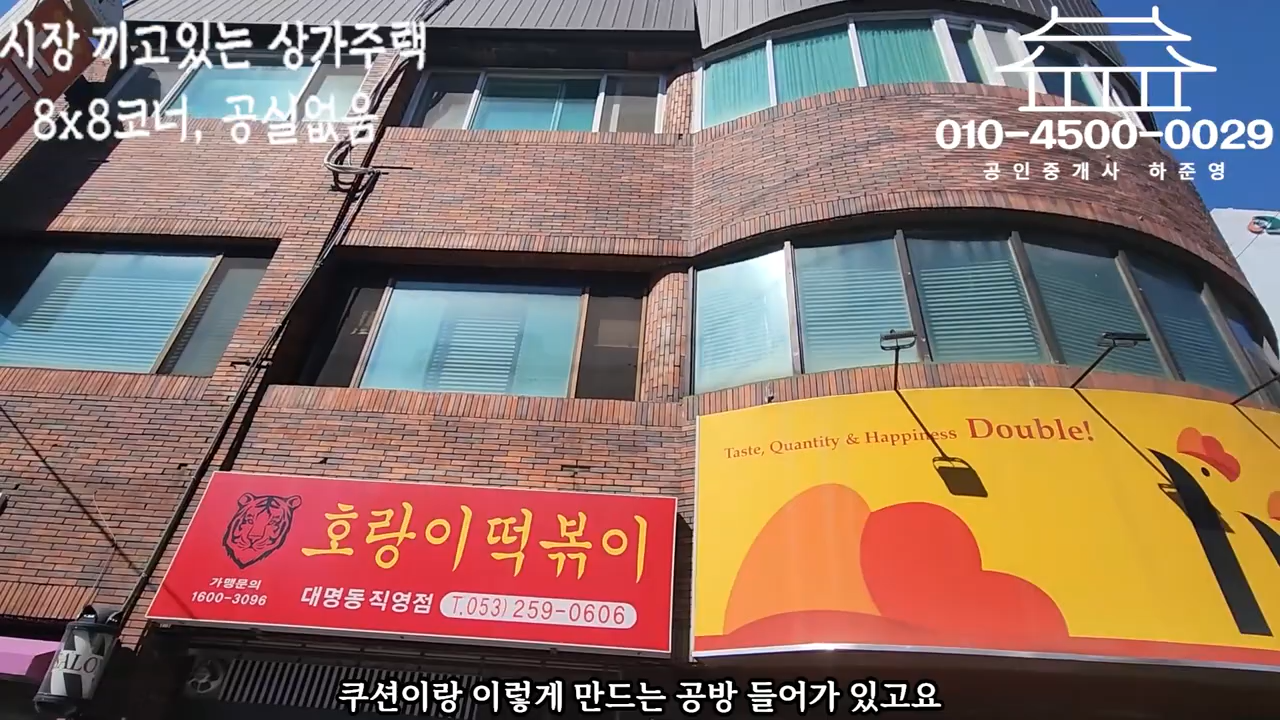 시장 끼고있는 상가주택
8x8코너, 공실없음
010-4500-0029
공인중개사 하준영
Taste, Quantity & Happiness Double!
호랑이떡볶이
가맹문의
1600-3096
대명동직영점 T.053) 259-0606
쿠션이랑 이렇게 만드는 공방 들어가 있고요